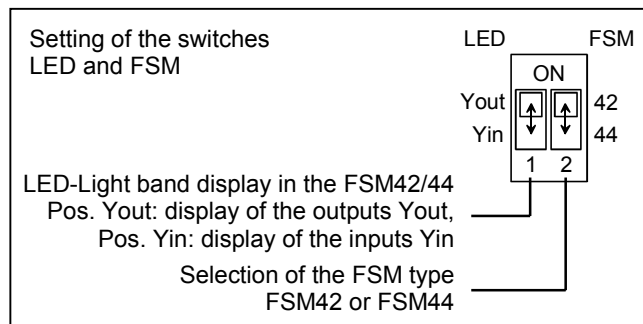 Setting of the switches
LED and FSM
LED FSM
ON
Yout 42
Yin 44
1 2
LED-Light band display in the FSM42/44
Pos. Yout: display of the outputs Yout,
Pos. Yin: display of the inputs Yin
Selection of the FSM type
FSM42 or FSM44